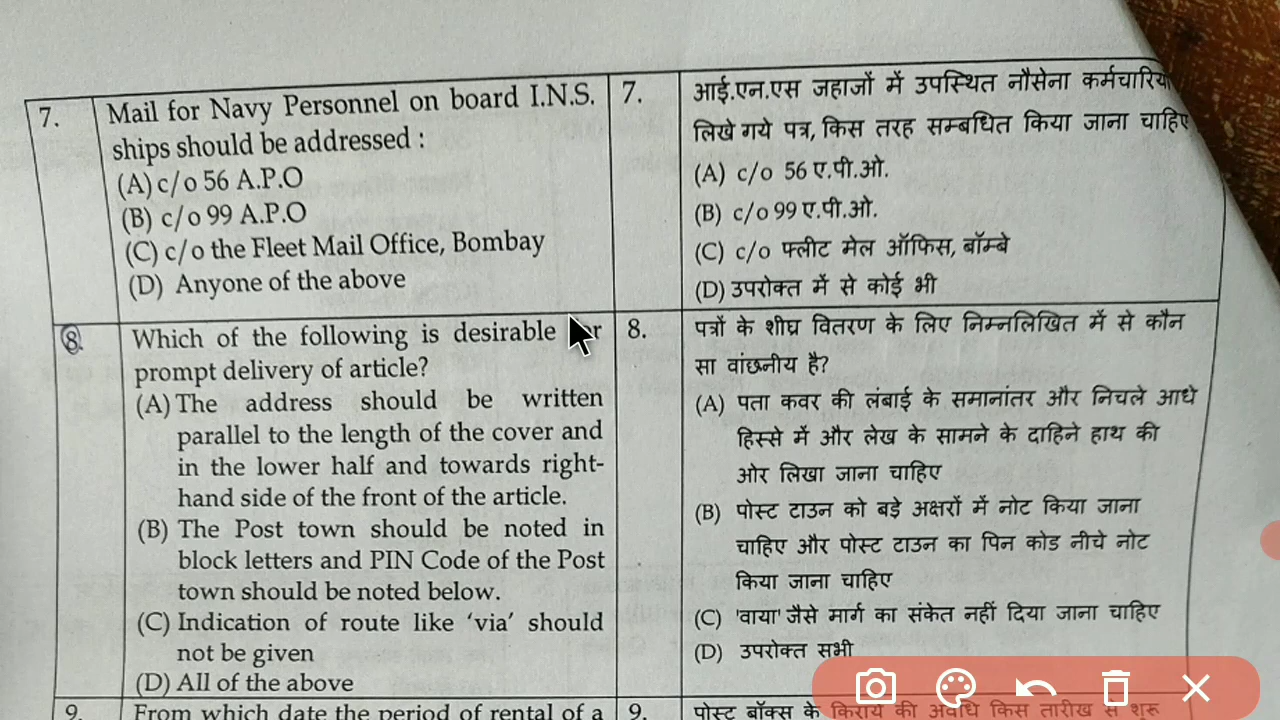 7.
Mail for Navy Personnel on board I.N.S.
ships should be addressed :
(A) c/o 56 A.P.O
(B) c/o 99 A.P.O
(C) c/o the Fleet Mail Office, Bombay
(D) Anyone of the above
7.
आई.एन.एस जहाजों में उपस्थित नौसेना
लिखे गये पत्र, किस तरह सम्बधित किया जाना चाहिए
(A) c/o 56 ए.पी.ओ.
(B) c/o 99 ए.पी.ओ.
(C) c/o फ्लीट मेल ऑफिस, बॉम्बे
(D) उपरोक्त में से कोई भी
8.
Which of the following is desirable
prompt delivery of article?
(A) The address should be written
parallel to the length of the cover and
in the lower half and towards right-
hand side of the front of the article.
(B) The Post town should be noted in
block letters and PIN Code of the Post
town should be noted below.
(C) Indication of route like ‘via’ should
not be given
(D) All of the above
8.
पत्रों के शीघ्र वितरण के लिए निम्नलिखित में से कौन
सा वांछनीय है?
(A) पता कवर की लंबाई के समानांतर और निचले आधे
हिस्से में और लेख के सामने के दाहिने हाथ की
ओर लिखा जाना चाहिए
(B) पोस्ट टाउन को बड़े अक्षरों में नोट किया जाना
चाहिए और पोस्ट टाउन का पिन कोड नीचे नोट
किया जाना चाहिए
(C) 'वाया' जैसे मार्ग का संकेत नहीं दिया जाना चाहिए
(D) उपरोक्त सभी
9.
From which date the period of rental of a
9.
पोस्ट बॉक्स के किराये की अवधि किस तारीख से शुरू